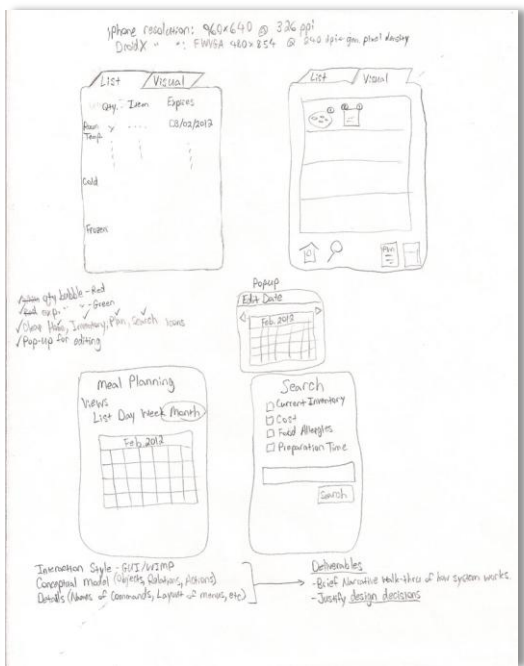 iphone resolution: 960x640 @ 326 ppi
DroidX " ": FWVGA 480x854 @ 240 dpi pixel density
List Visual
Qty. Item Expires
Room Temp 03/02/2012
Cold
Frozen
List Visual
qty bubble - Red
exp. " " - Green
Home, Inventory, Plan, Search Icons
Pop-up for editing
Popup
Edit Date
Feb. 2012
Meal Planning
Views
List Day Week Month
Feb. 2012
Search
Current Inventory
Cost
Food Allergies
Preparation Time
Search
Interaction Style - GUI/WIMP
Conceptual Model (Objects, Relations, Actions)
Details (Names of Commands, Layout of menus, etc)
Deliverables
- Brief Narrative Walk-thru of how system works
- Justify design decisions